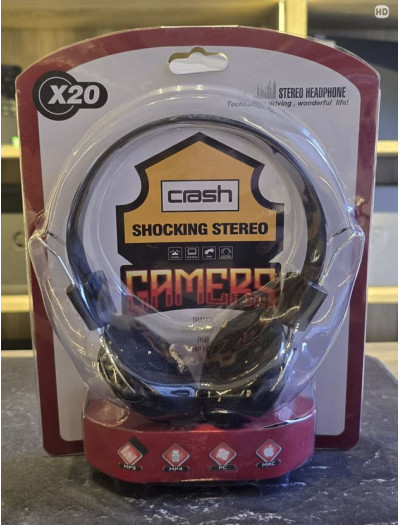 HD
X20
STEREO HEADPHONE
Technology driving , wonderful life!
crash
SHOCKING STEREO
GAMERS
MP3
MP4
PC
MAC